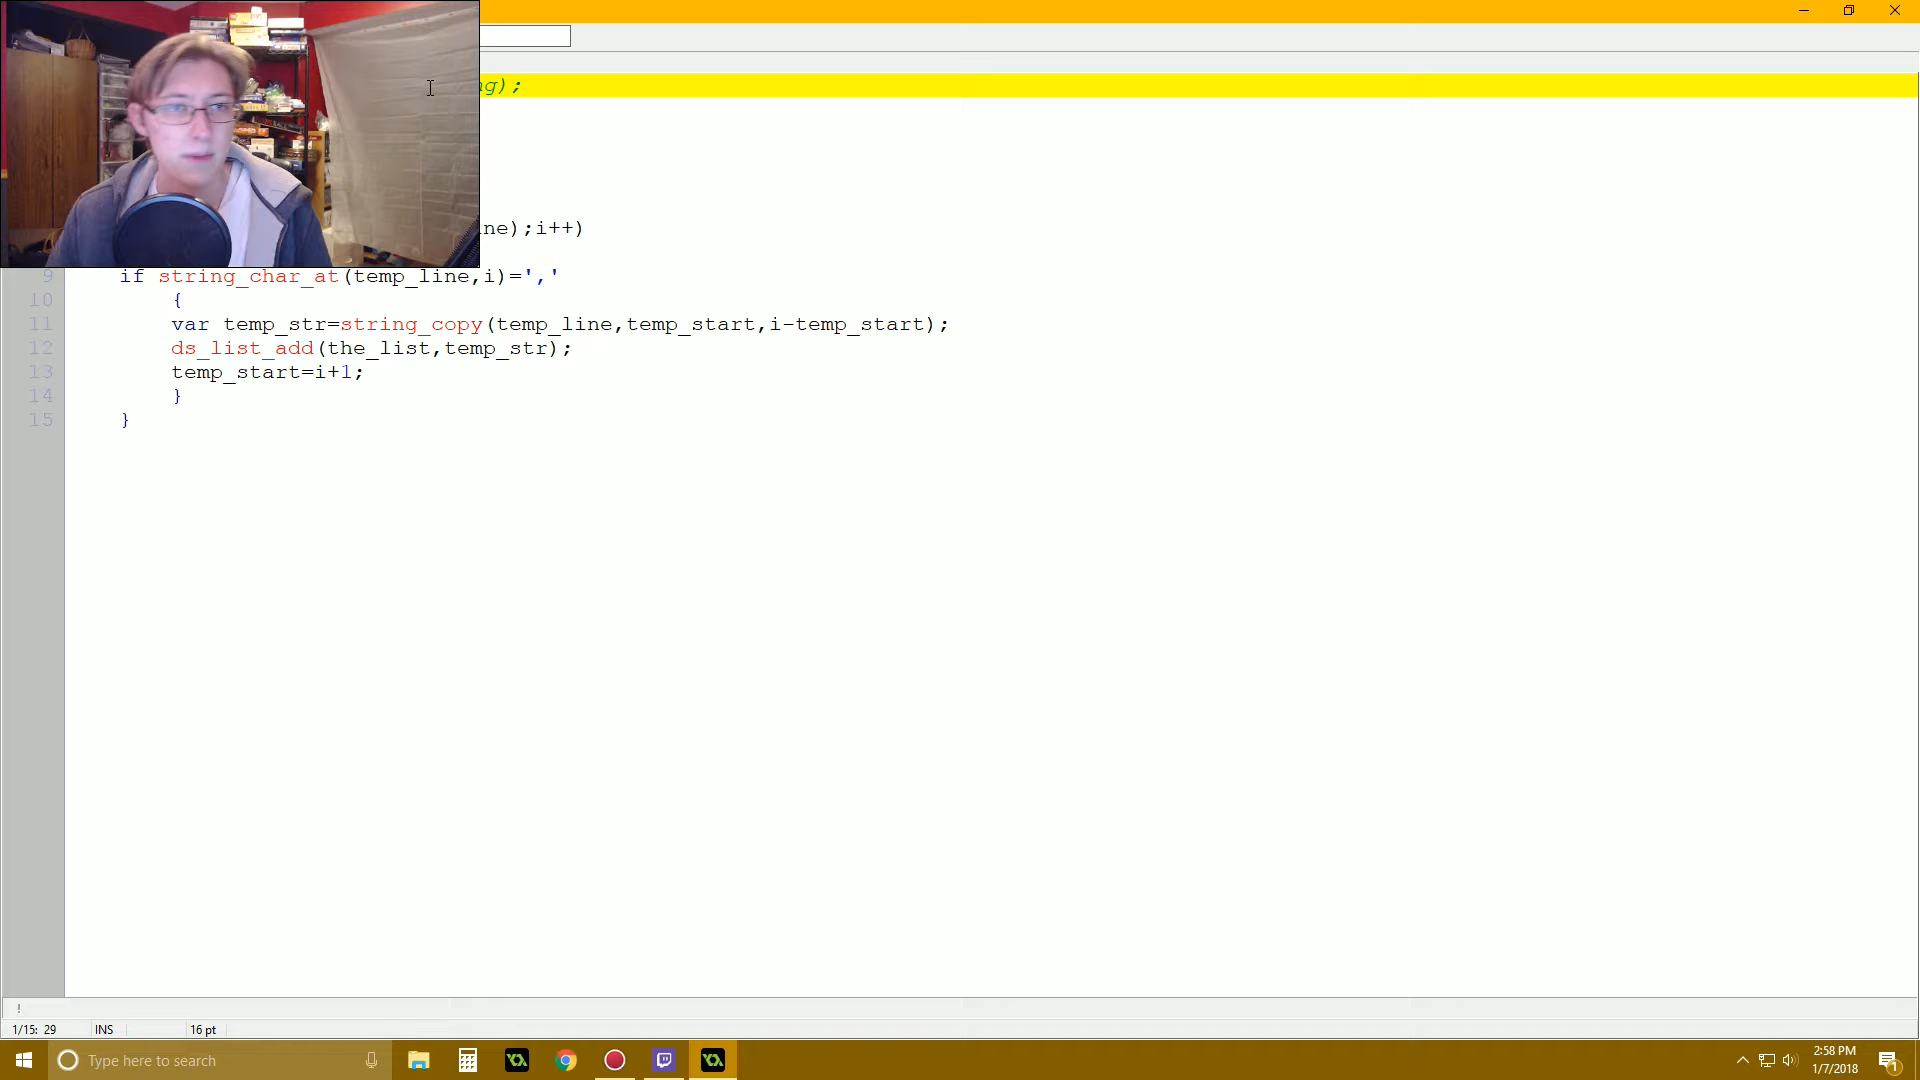 ng);
ne);i++)
9 if string_char_at(temp_line,i)=','
10 {
11 var temp_str=string_copy(temp_line,temp_start,i-temp_start);
12 ds_list_add(the_list,temp_str);
13 temp_start=i+1;
14 }
15 }
!
1/15: 29 INS 16 pt
Type here to search
2:58 PM
1/7/2018
1